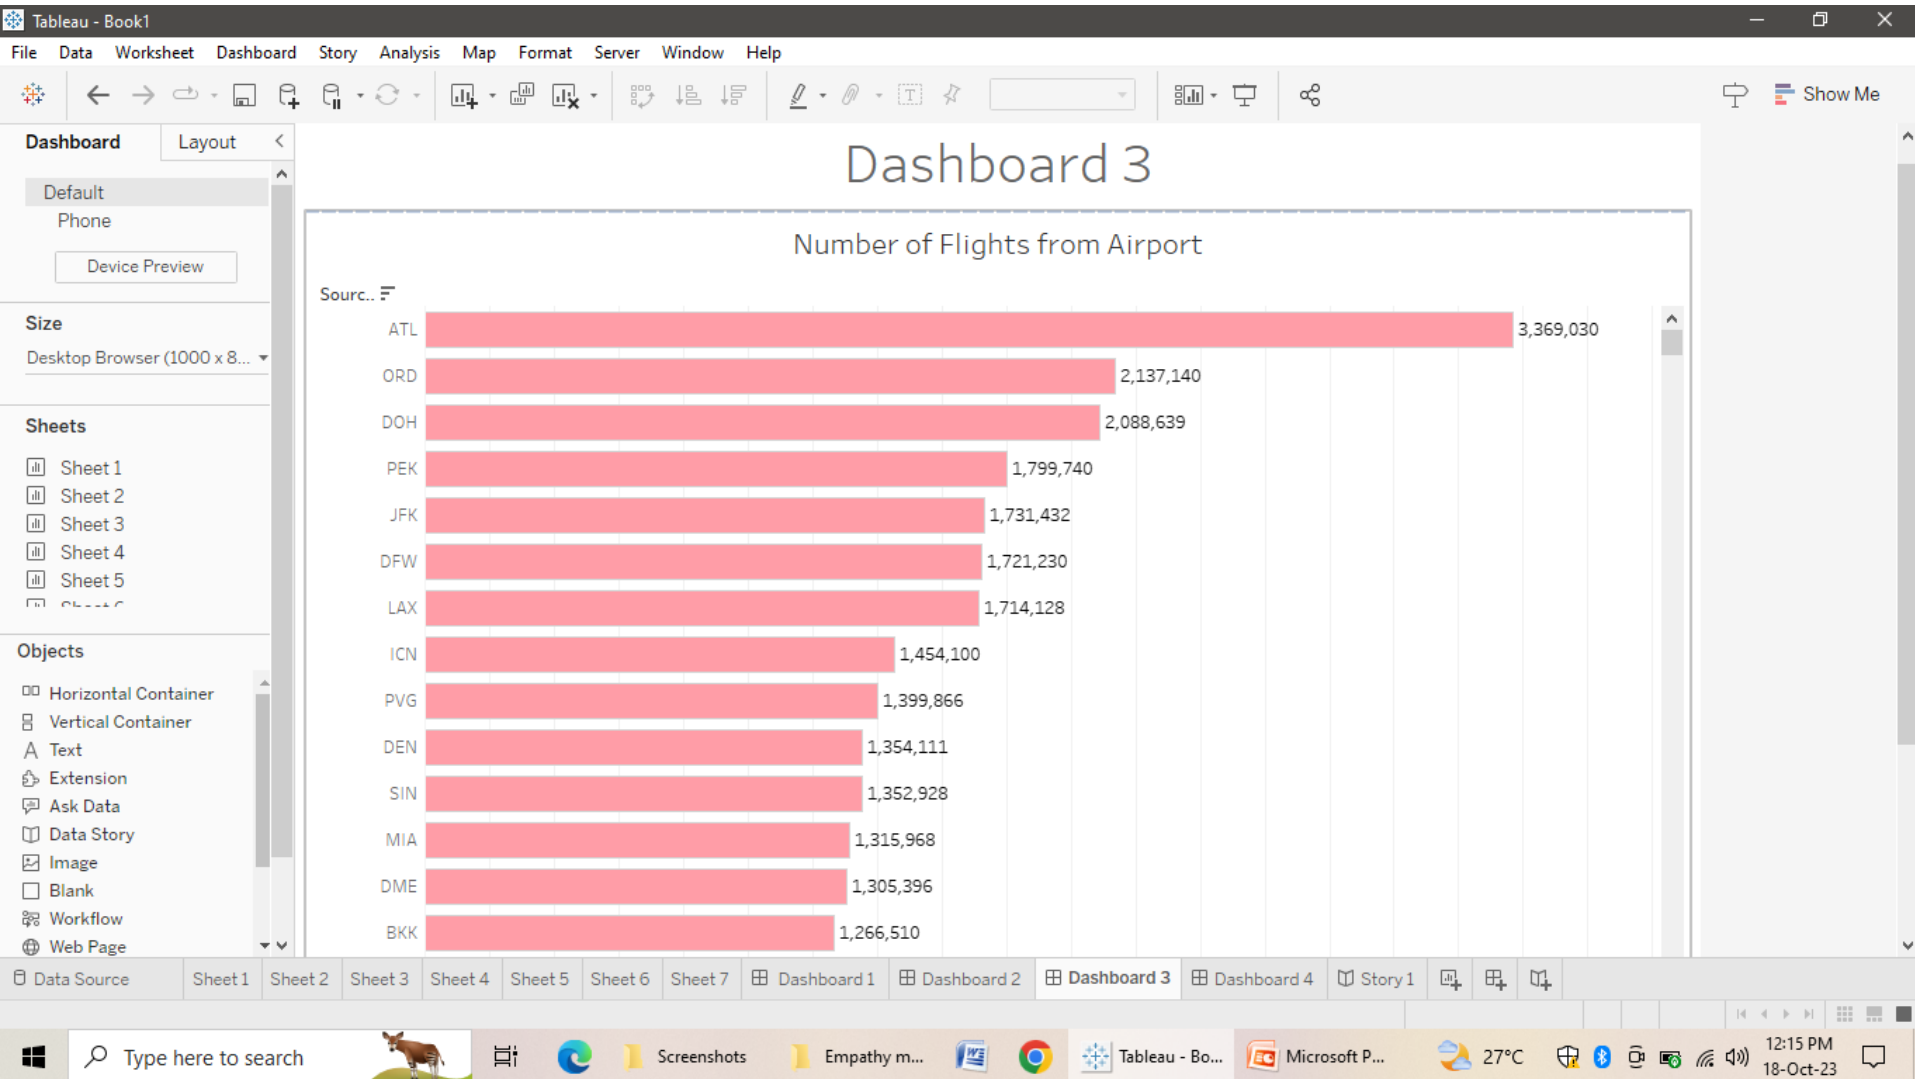 Tableau - Book1
File Data Worksheet Dashboard Story Analysis Map Format Server Window Help
Show Me
Dashboard Layout
Default
Phone
Device Preview
Size
Desktop Browser (1000 x 8...
Sheets
Sheet 1
Sheet 2
Sheet 3
Sheet 4
Sheet 5
Objects
Horizontal Container
Vertical Container
Text
Extension
Ask Data
Data Story
Image
Blank
Workflow
Web Page
Dashboard 3
Number of Flights from Airport
Sourc..
ATL 3,369,030
ORD 2,137,140
DOH 2,088,639
PEK 1,799,740
JFK 1,731,432
DFW 1,721,230
LAX 1,714,128
ICN 1,454,100
PVG 1,399,866
DEN 1,354,111
SIN 1,352,928
MIA 1,315,968
DME 1,305,396
BKK 1,266,510
Data Source Sheet 1 Sheet 2 Sheet 3 Sheet 4 Sheet 5 Sheet 6 Sheet 7 Dashboard 1 Dashboard 2 Dashboard 3 Dashboard 4 Story 1
Type here to search Screenshots Empathy m... Tableau - Bo... Microsoft P... 27°C 12:15 PM
18-Oct-23